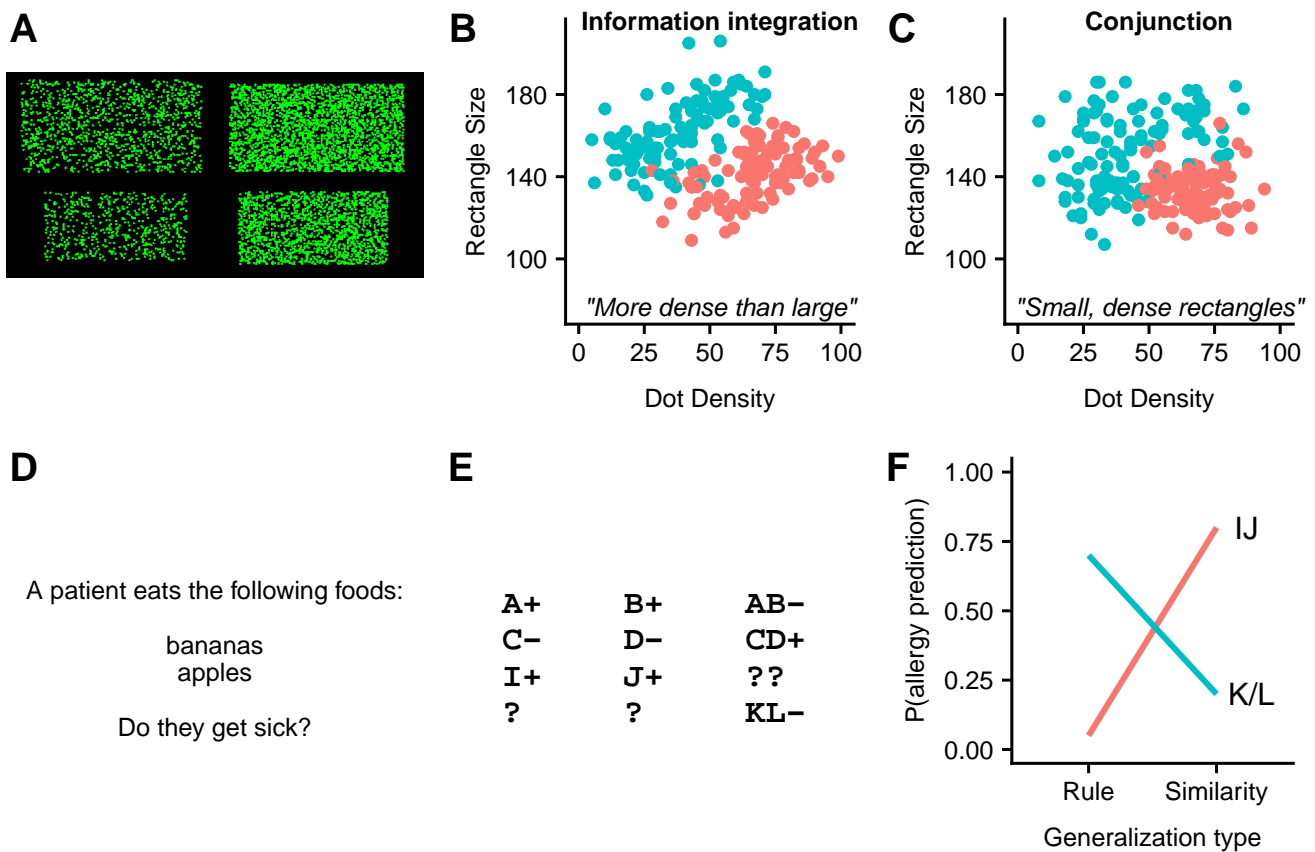 A
B
Information integration
Rectangle Size
180
140
100
"More dense than large"
0 25 50 75 100
Dot Density
C
Conjunction
Rectangle Size
180
140
100
"Small, dense rectangles"
0 25 50 75 100
Dot Density
D
A patient eats the following foods:
bananas
apples
Do they get sick?
E
A+ B+ AB−
C− D− CD+
I+ J+ ??
? ? KL−
F
P(allergy prediction)
1.00
0.75
0.50
0.25
0.00
IJ
K/L
Rule Similarity
Generalization type